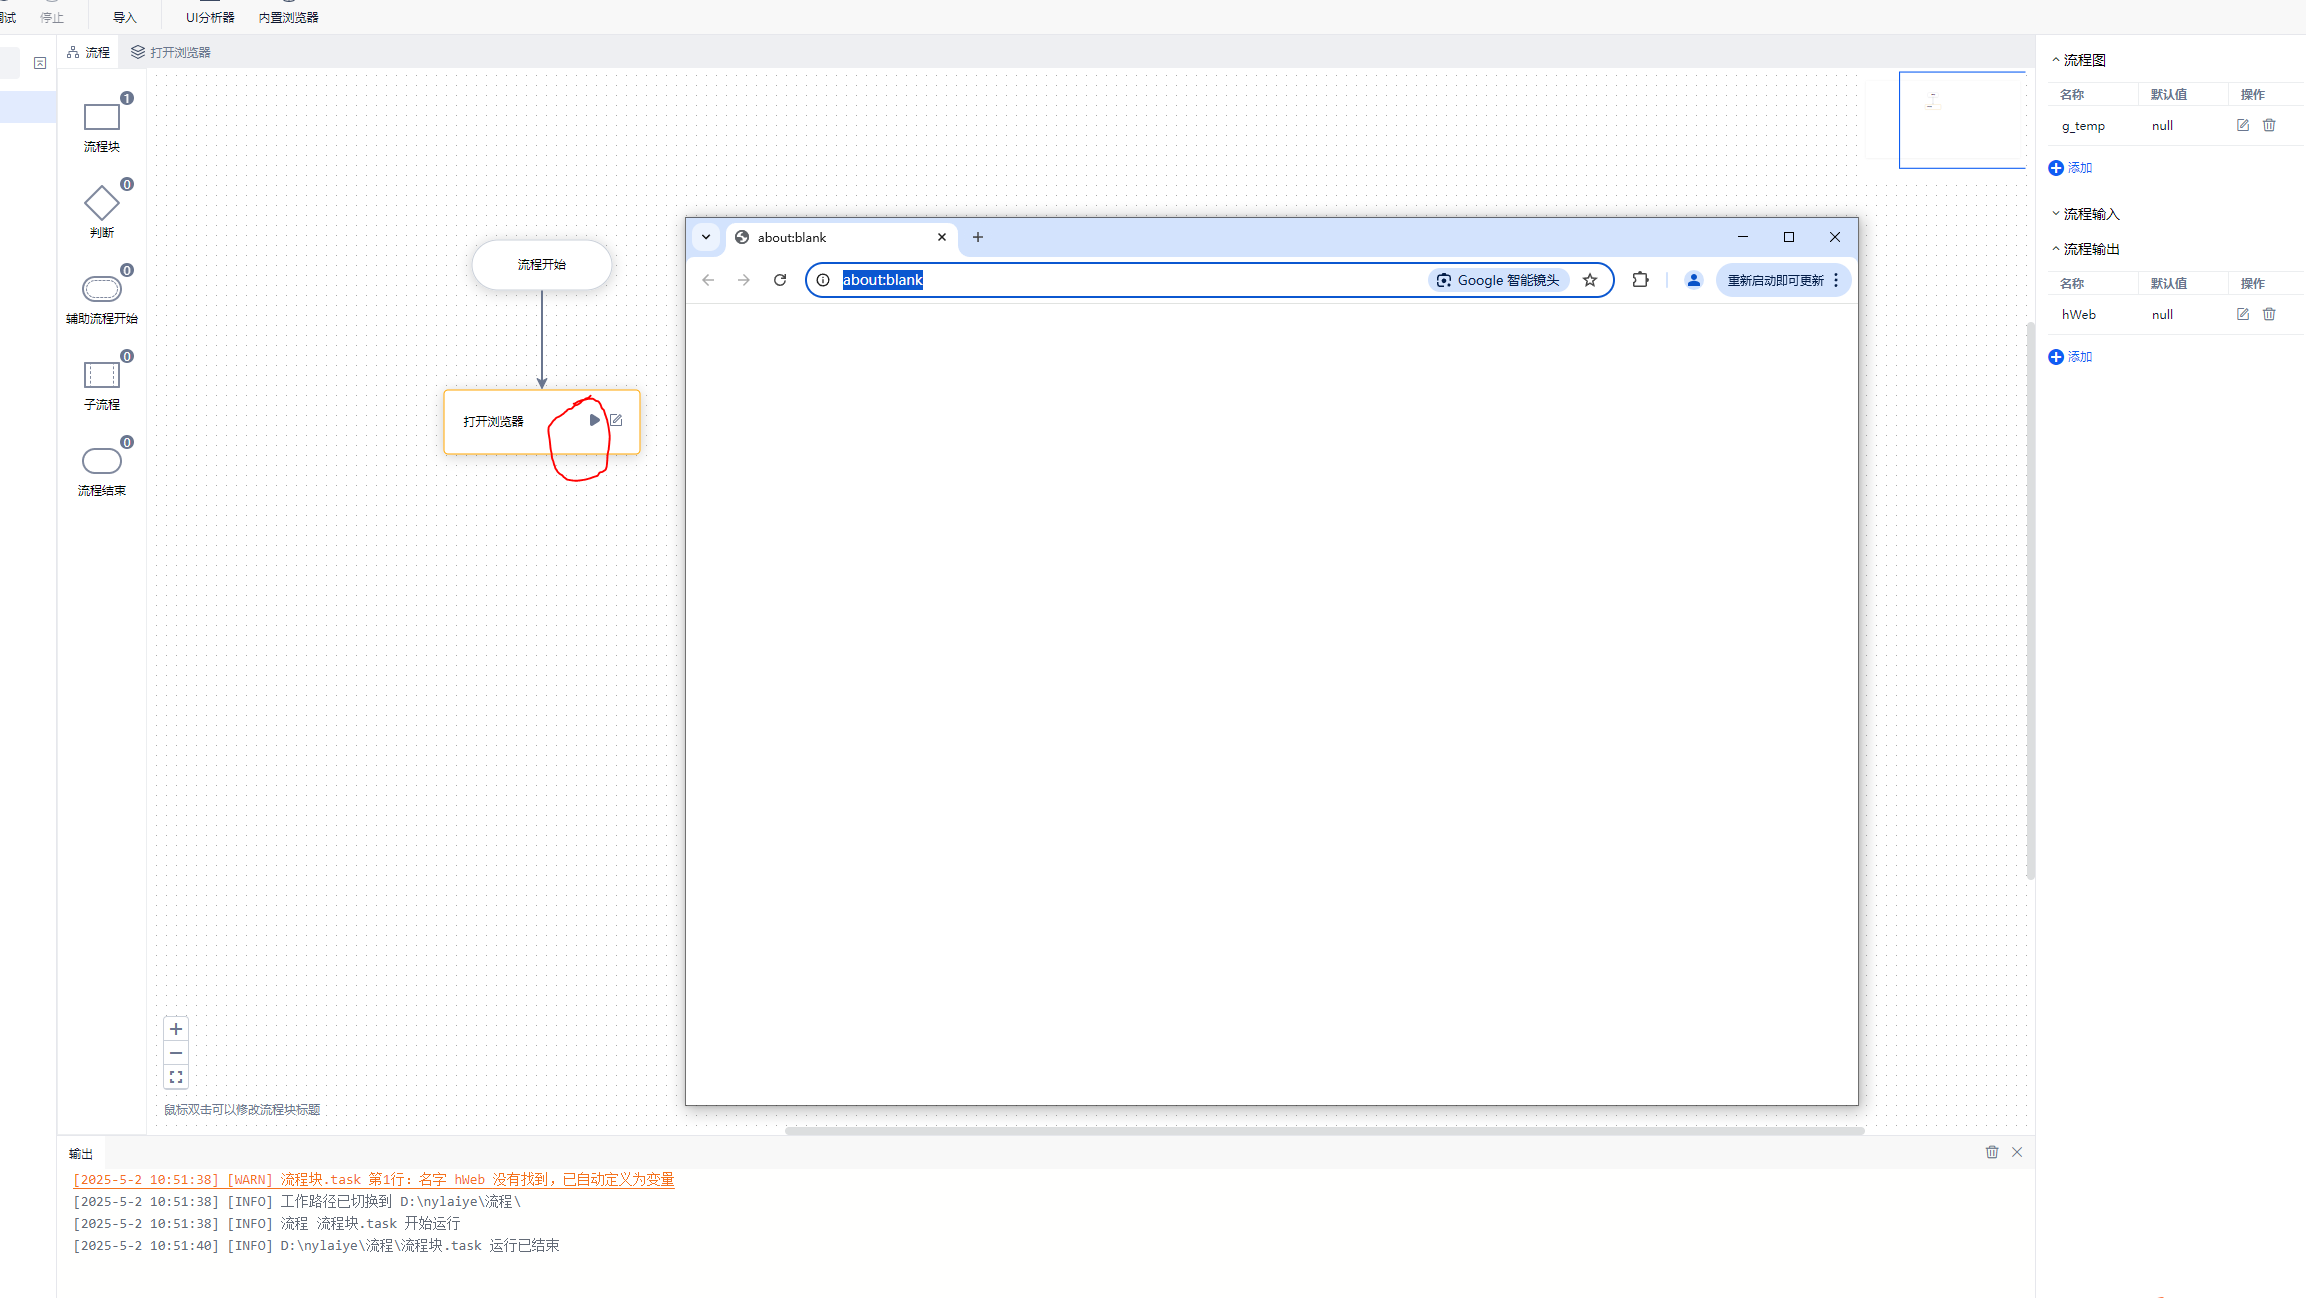 停止
导入
UI分析器
内置浏览器
流程
打开浏览器
1
流程块
0
判断
0
辅助流程开始
0
子流程
0
流程结束
流程开始
打开浏览器
about:blank
about:blank
Google 智能镜头
重新启动即可更新
鼠标双击可以修改流程块标题
流程图
名称 默认值 操作
g_temp null
添加
流程输入
流程输出
名称 默认值 操作
hWeb null
添加
输出
[2025-5-2 10:51:38] [WARN] 流程块.task 第1行：名字 hWeb 没有找到，已自动定义为变量
[2025-5-2 10:51:38] [INFO] 工作路径已切换到 D:\nylaiye\流程\
[2025-5-2 10:51:38] [INFO] 流程 流程块.task 开始运行
[2025-5-2 10:51:40] [INFO] D:\nylaiye\流程\流程块.task 运行已结束